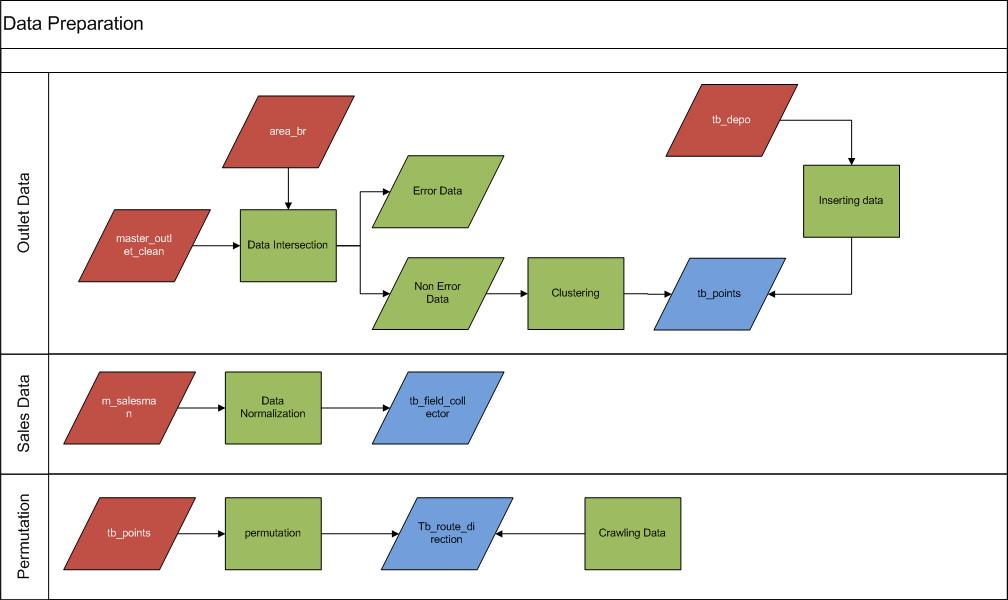 Data Preparation
Outlet Data
area_br
tb_depo
master_outl
et_clean
Data Intersection
Error Data
Inserting data
Non Error
Data
Clustering
tb_points
Sales Data
m_salesma
n
Data
Normalization
tb_field_coll
ector
Permutation
tb_points
permutation
Tb_route_di
rection
Crawling Data